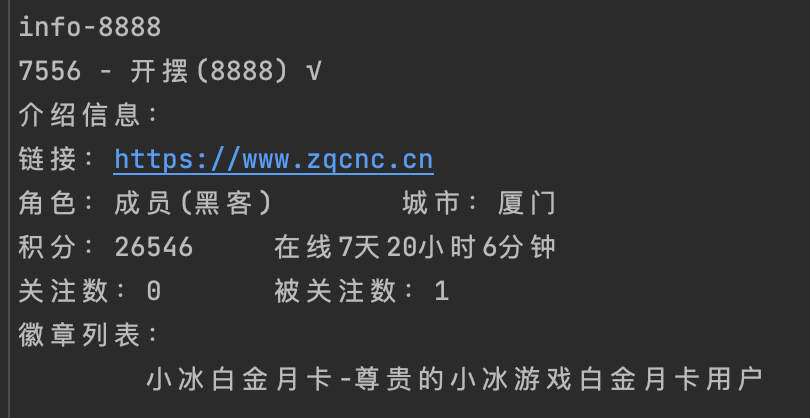 info-8888
7556 - 开摆(8888) √
介绍信息：
链接：https://www.zqcnc.cn
角色：成员(黑客)        城市：厦门
积分：26546     在线7天20小时6分钟
关注数：0       被关注数：1
徽章列表：
小冰白金月卡-尊贵的小冰游戏白金月卡用户